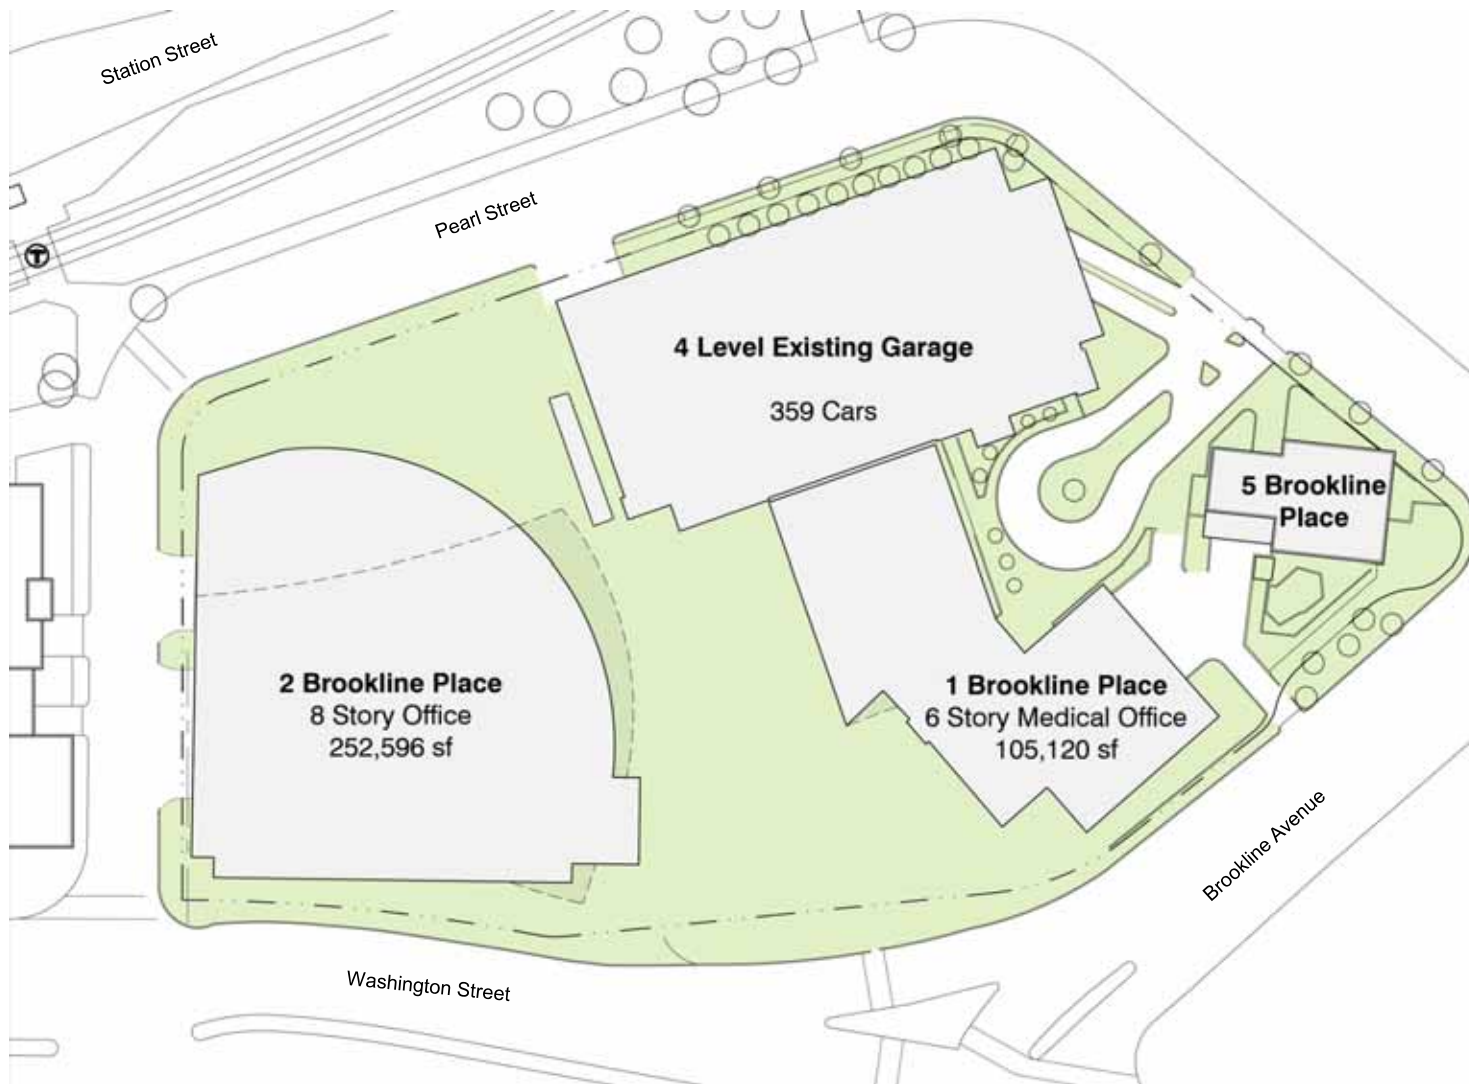 Station Street
T
Pearl Street
4 Level Existing Garage
359 Cars
5 Brookline
Place
2 Brookline Place
8 Story Office
252,596 sf
1 Brookline Place
6 Story Medical Office
105,120 sf
Brookline Avenue
Washington Street